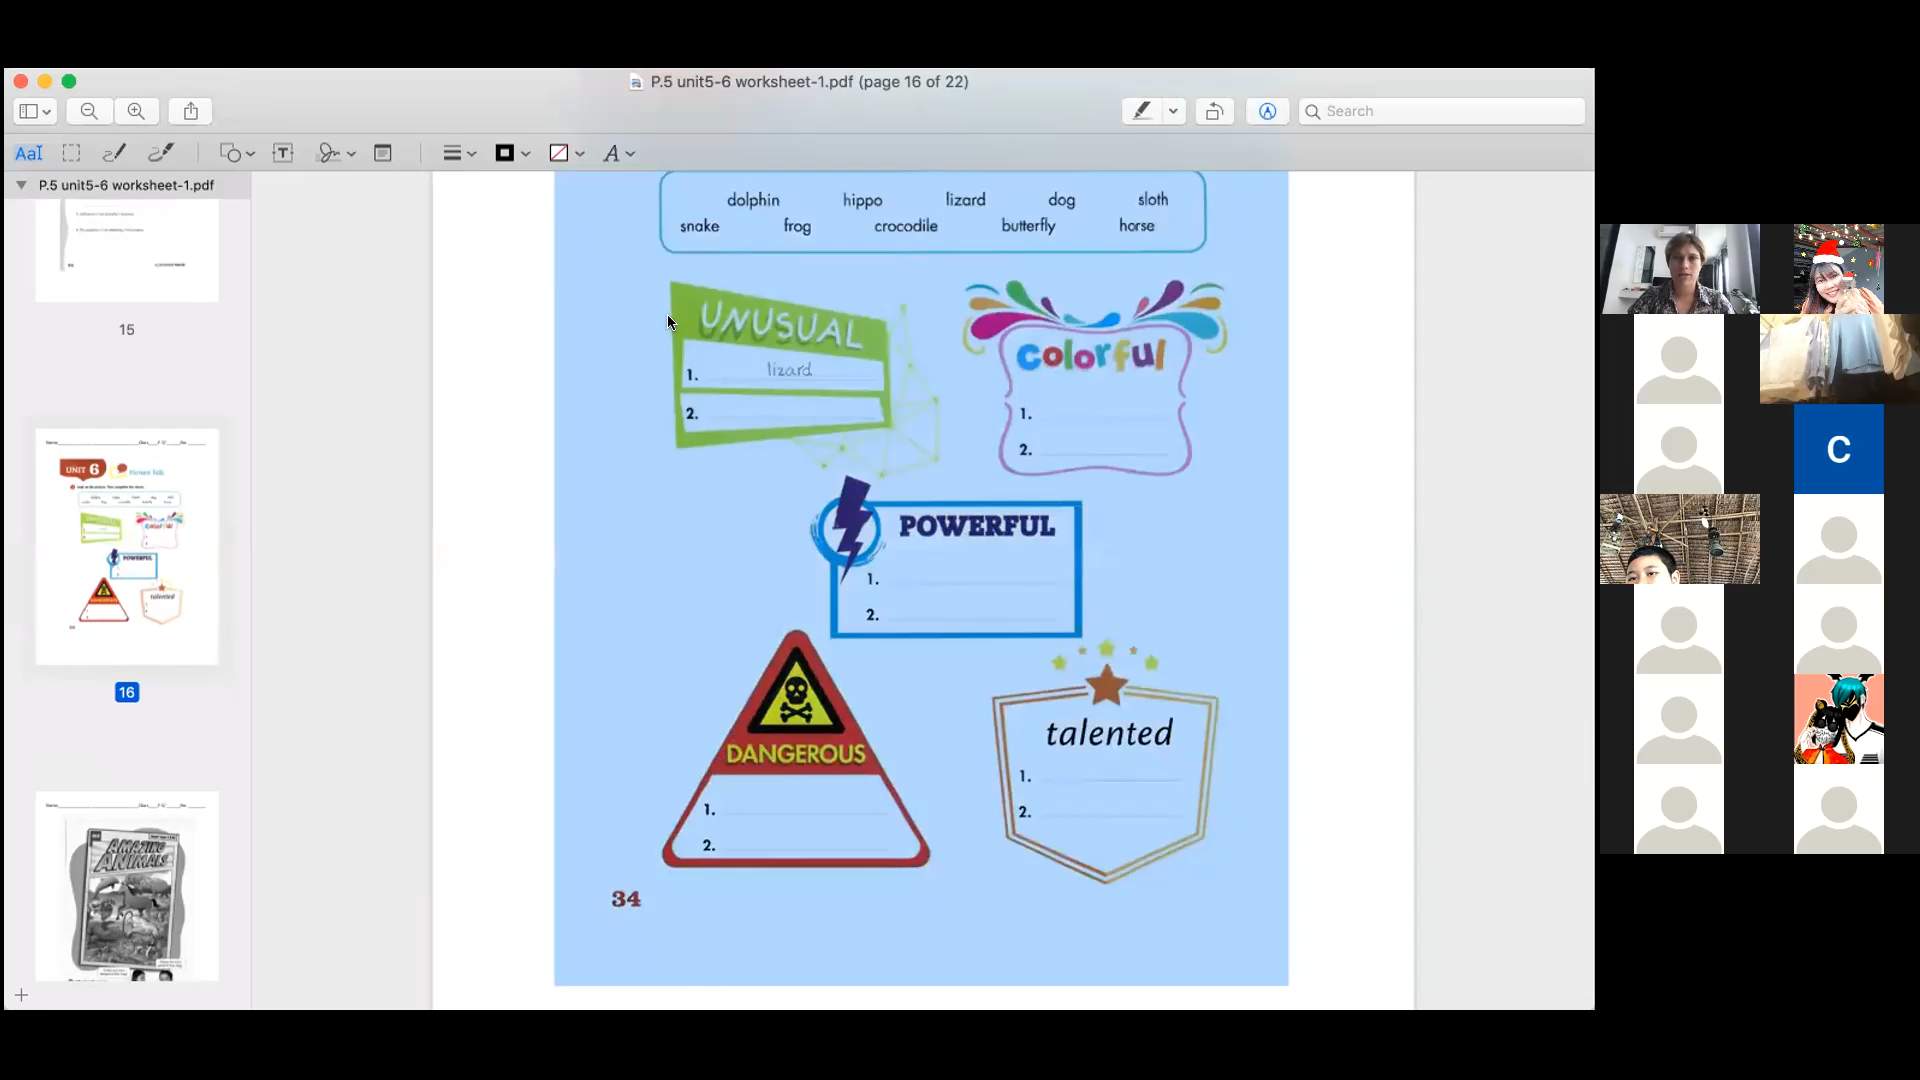 P.5 unit5-6 worksheet-1.pdf (page 16 of 22)
Search
AaI
T
A
P.5 unit5-6 worksheet-1.pdf
15
UNIT 6
16
AMAZING
ANIMALS
dolphin hippo lizard dog sloth
snake frog crocodile butterfly horse
UNUSUAL
1. lizard
2.
colorful
1.
2.
POWERFUL
1.
2.
DANGEROUS
1.
2.
talented
1.
2.
34
C